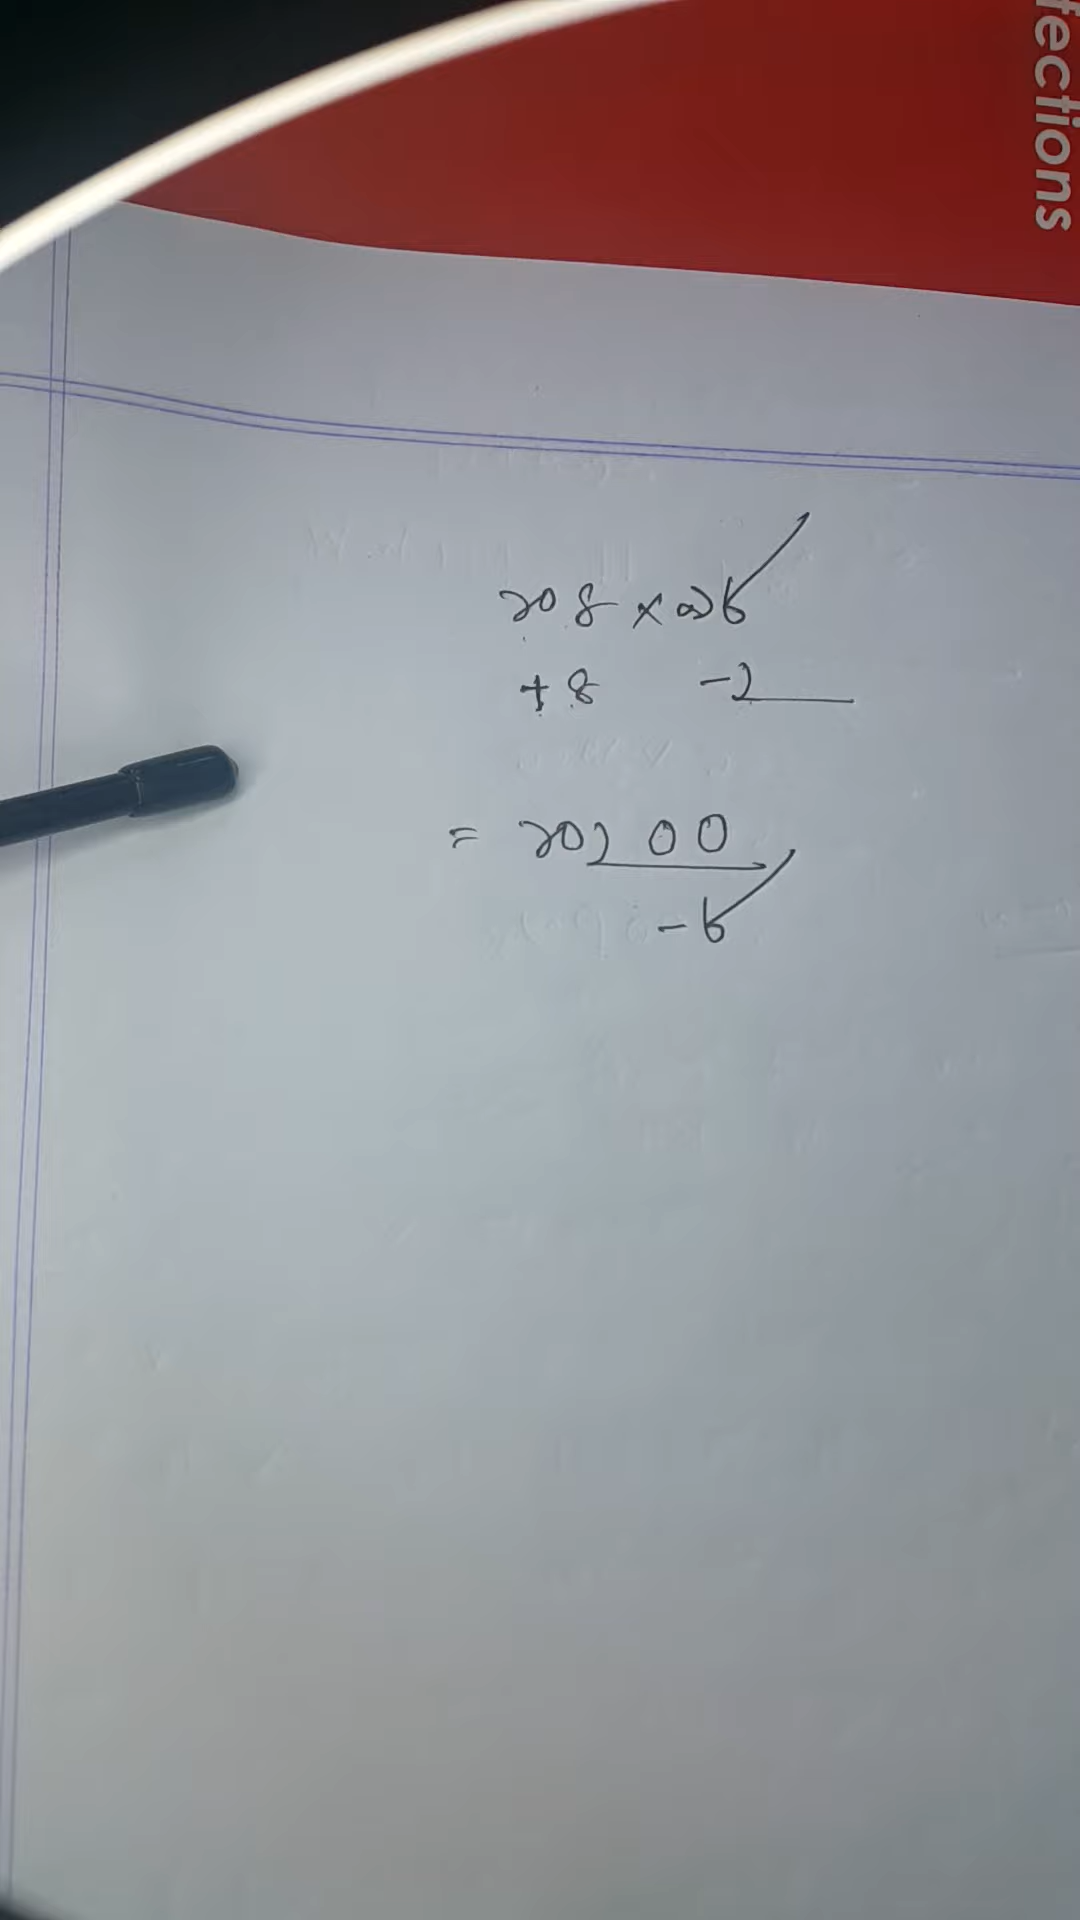 fections
১০৪ × ৯৮
+৪ -২
= ১০২ ০০
-৮